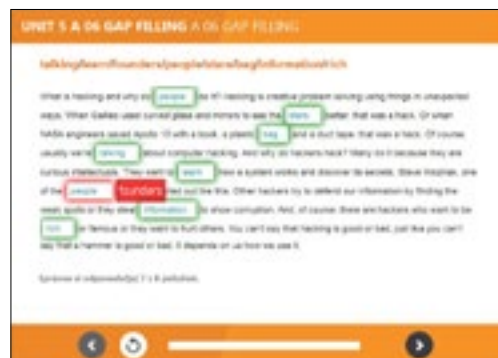 UNIT 5 A 06 GAP FILLING A 06 GAP FILLING
talking/learn/founders/people/stars/bag/information/rich
What is hacking and why do people do it? Hacking is creative problem solving using things in unexpected
ways. When Galileo used curved glass and mirrors to see the stars better, that was a hack. Or when
NASA engineers saved Apollo 13 with a book, a plastic bag and duct tape, that was a hack. Of course,
usually we're talking about computer hacking. And why do hackers hack? Many do it because they are
curious intellectuals. They want to learn how a system works and discover its secrets. Steve Wozniak, one
of the people founders out the line. Other hackers try to defend our information by finding the
weak spots or they information to show corruption. And, of course, there are hackers who want to be
rich or famous or they want to hurt others. You can't say that hacking is good or bad, just like you can't
say that a hammer is good or bad. It depends on us how we use it.
7 z 8